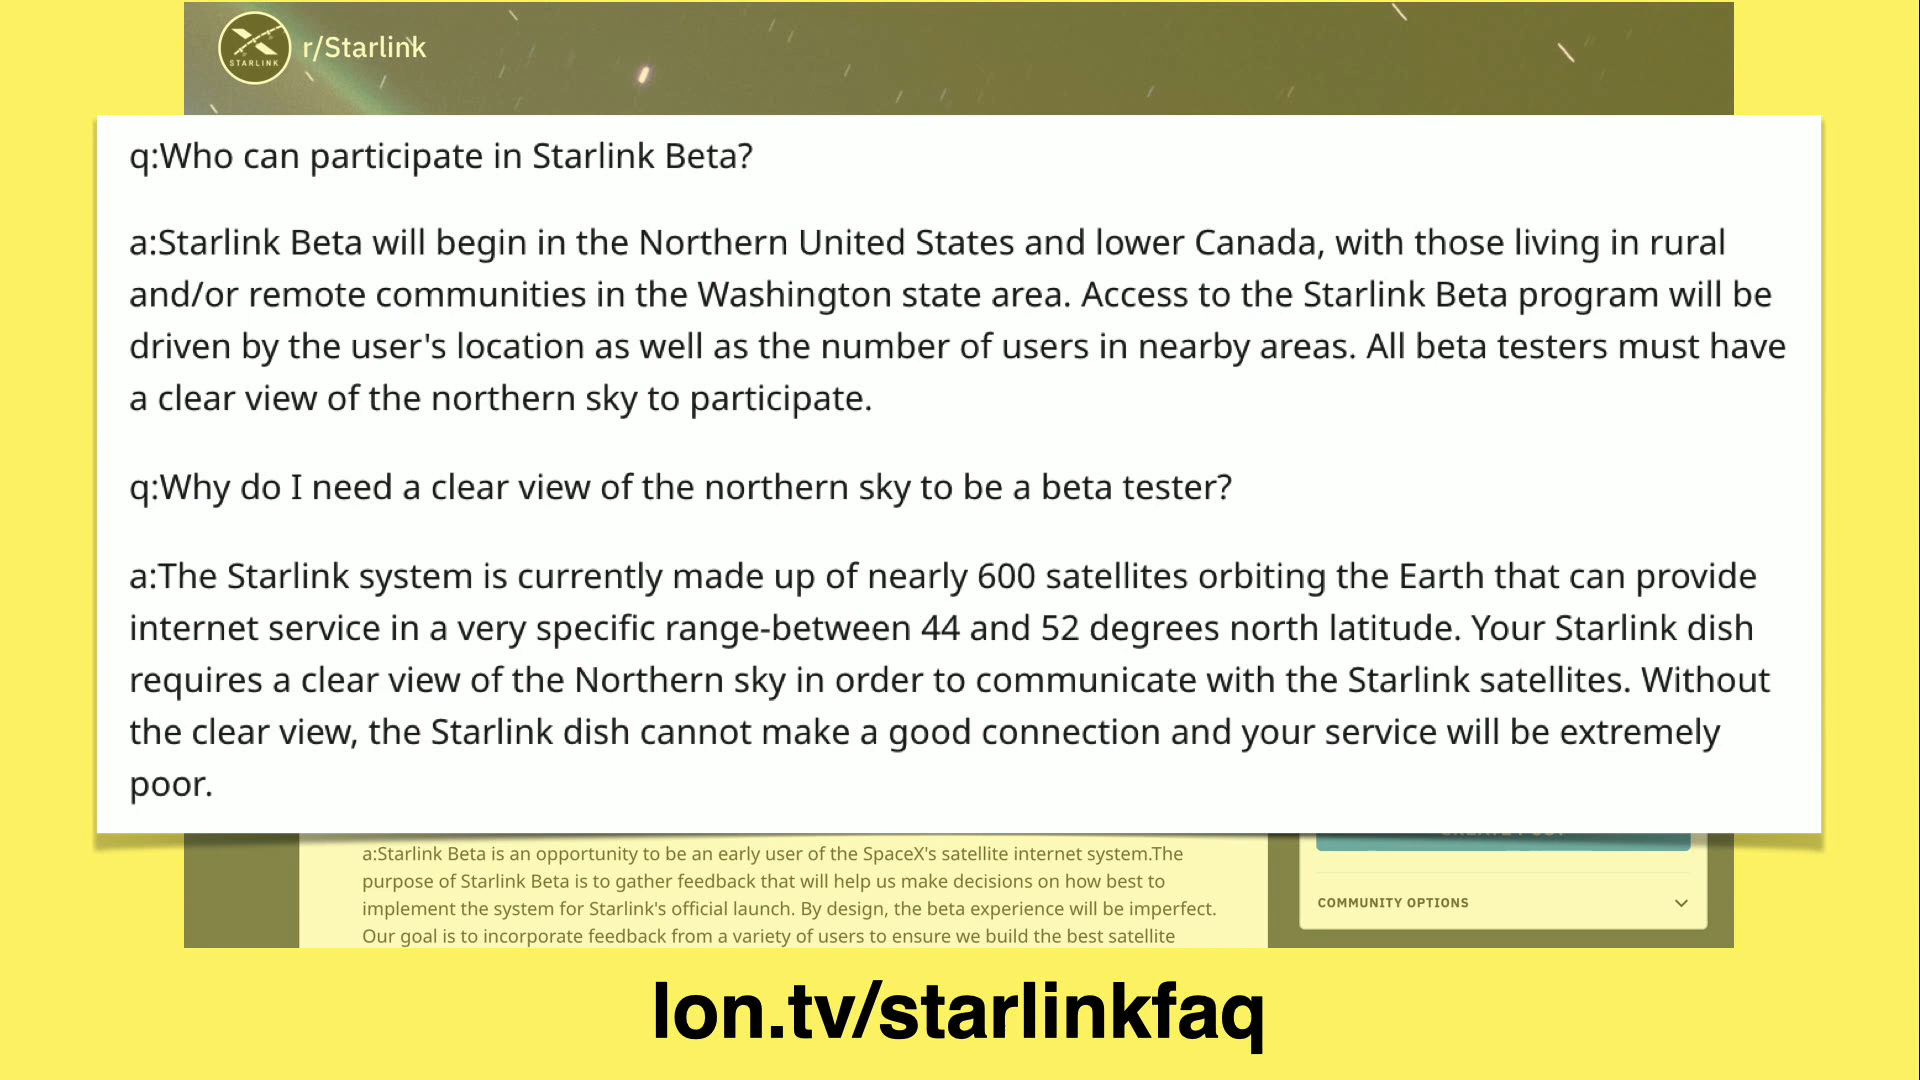 STARLINK
r/Starlink
q:Who can participate in Starlink Beta?
a:Starlink Beta will begin in the Northern United States and lower Canada, with those living in rural
and/or remote communities in the Washington state area. Access to the Starlink Beta program will be
driven by the user's location as well as the number of users in nearby areas. All beta testers must have
a clear view of the northern sky to participate.
q:Why do I need a clear view of the northern sky to be a beta tester?
a:The Starlink system is currently made up of nearly 600 satellites orbiting the Earth that can provide
internet service in a very specific range-between 44 and 52 degrees north latitude. Your Starlink dish
requires a clear view of the Northern sky in order to communicate with the Starlink satellites. Without
the clear view, the Starlink dish cannot make a good connection and your service will be extremely
poor.
a:Starlink Beta is an opportunity to be an early user of the SpaceX's satellite internet system.The
purpose of Starlink Beta is to gather feedback that will help us make decisions on how best to
implement the system for Starlink's official launch. By design, the beta experience will be imperfect.
Our goal is to incorporate feedback from a variety of users to ensure we build the best satellite
COMMUNITY OPTIONS
lon.tv/starlinkfaq